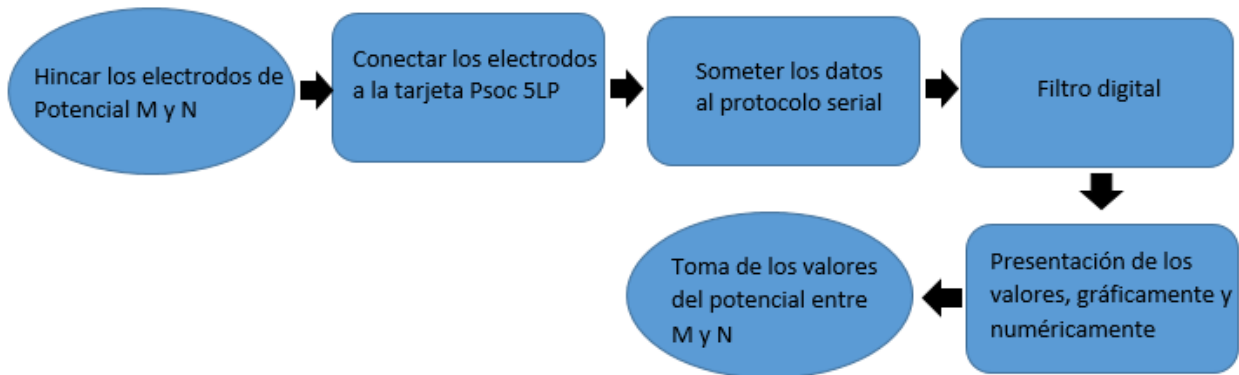 Hincar los electrodos de
Potencial M y N
Conectar los electrodos
a la tarjeta Psoc 5LP
Someter los datos
al protocolo serial
Filtro digital
Presentación de los
valores, gráficamente y
numéricamente
Toma de los valores
del potencial entre
M y N